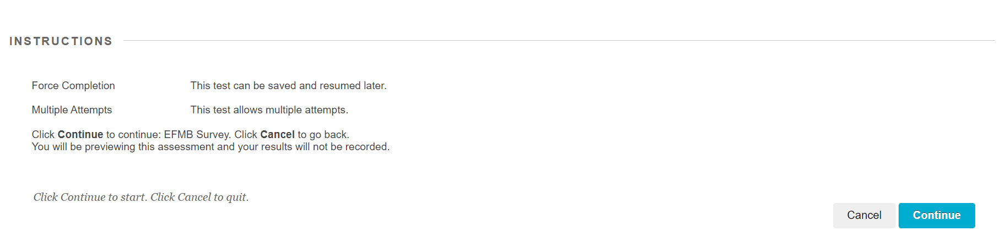 INSTRUCTIONS
Force Completion This test can be saved and resumed later.
Multiple Attempts This test allows multiple attempts.
Click Continue to continue: EFMB Survey. Click Cancel to go back.
You will be previewing this assessment and your results will not be recorded.
Click Continue to start. Click Cancel to quit.
Cancel Continue